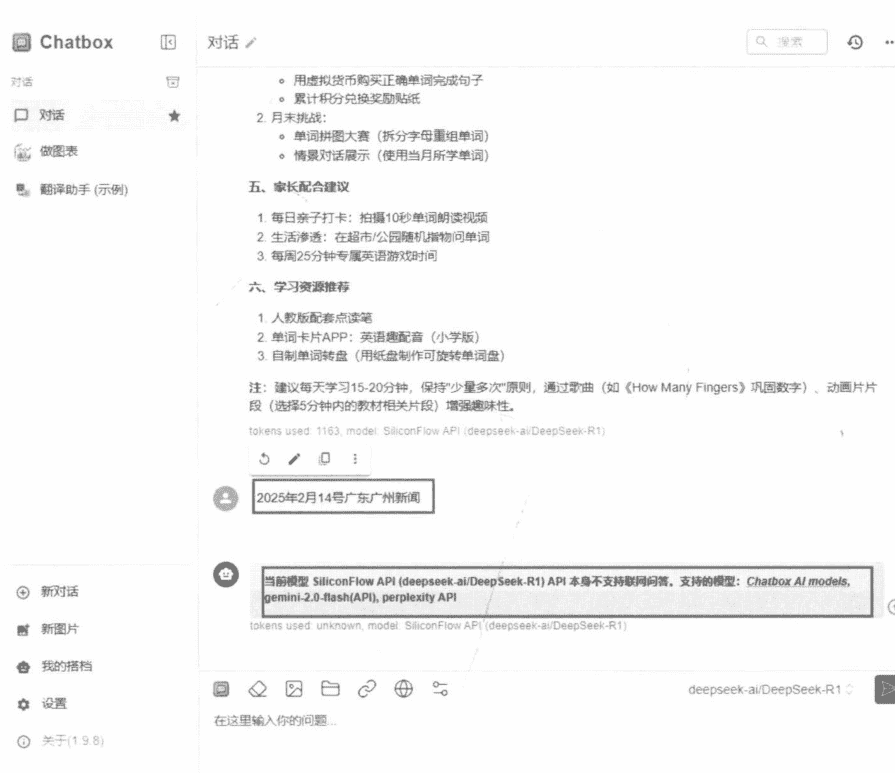 Chatbox
对话
对话
做图表
翻译助手 (示例)
新对话
新图片
我的搭档
设置
关于(1.9.8)
对话
搜索
用虚拟货币购买正确单词完成句子
累计积分兑换奖励贴纸
2. 月末挑战：
单词拼图大赛（拆分字母重组单词）
情景对话展示（使用当月所学单词）
五、家长配合建议
1. 每日亲子打卡：拍摄10秒单词朗读视频
2. 生活渗透：在超市/公园随机指物问单词
3. 每周25分钟专属英语游戏时间
六、学习资源推荐
1. 人教版配套点读笔
2. 单词卡片APP：英语趣配音（小学版）
3. 自制单词转盘（用纸盘制作可旋转单词盘）
注：建议每天学习15-20分钟，保持"少量多次"原则，通过歌曲（如《How Many Fingers》巩固数字）、动画片片
段（选择5分钟内的教材相关片段）增强趣味性。
tokens used: 1163, model: SiliconFlow API (deepseek-ai/DeepSeek-R1)
2025年2月14号广东广州新闻
当前模型 SiliconFlow API (deepseek-ai/DeepSeek-R1) API 本身不支持联网问答。支持的模型：Chatbox AI models,
gemini-2.0-flash(API), perplexity API
tokens used: unknown, model: SiliconFlow API (deepseek-ai/DeepSeek-R1)
deepseek-ai/DeepSeek-R1
在这里输入你的问题...